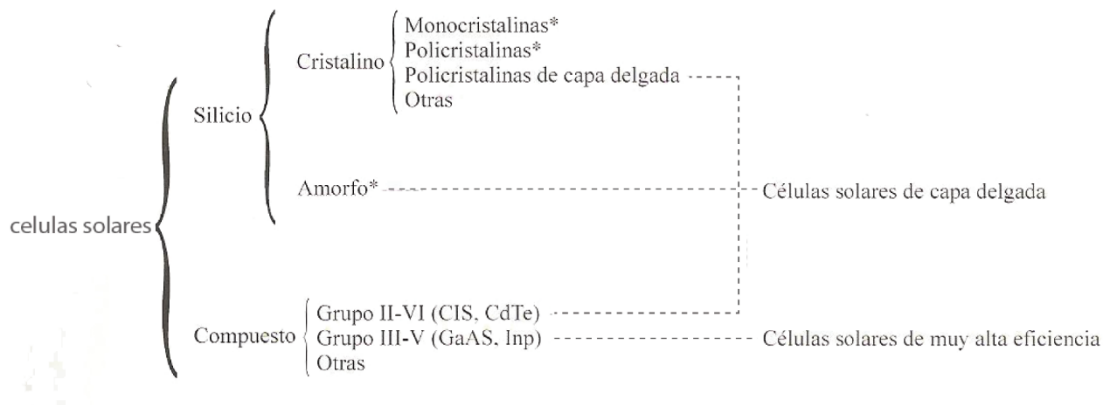 Monocristalinas*
Policristalinas*
Cristalino
Policristalinas de capa delgada
Otras
Silicio
Amorfo*
Células solares de capa delgada
celulas solares
Grupo II-VI (CIS, CdTe)
Compuesto
Grupo III-V (GaAS, Inp)
Células solares de muy alta eficiencia
Otras